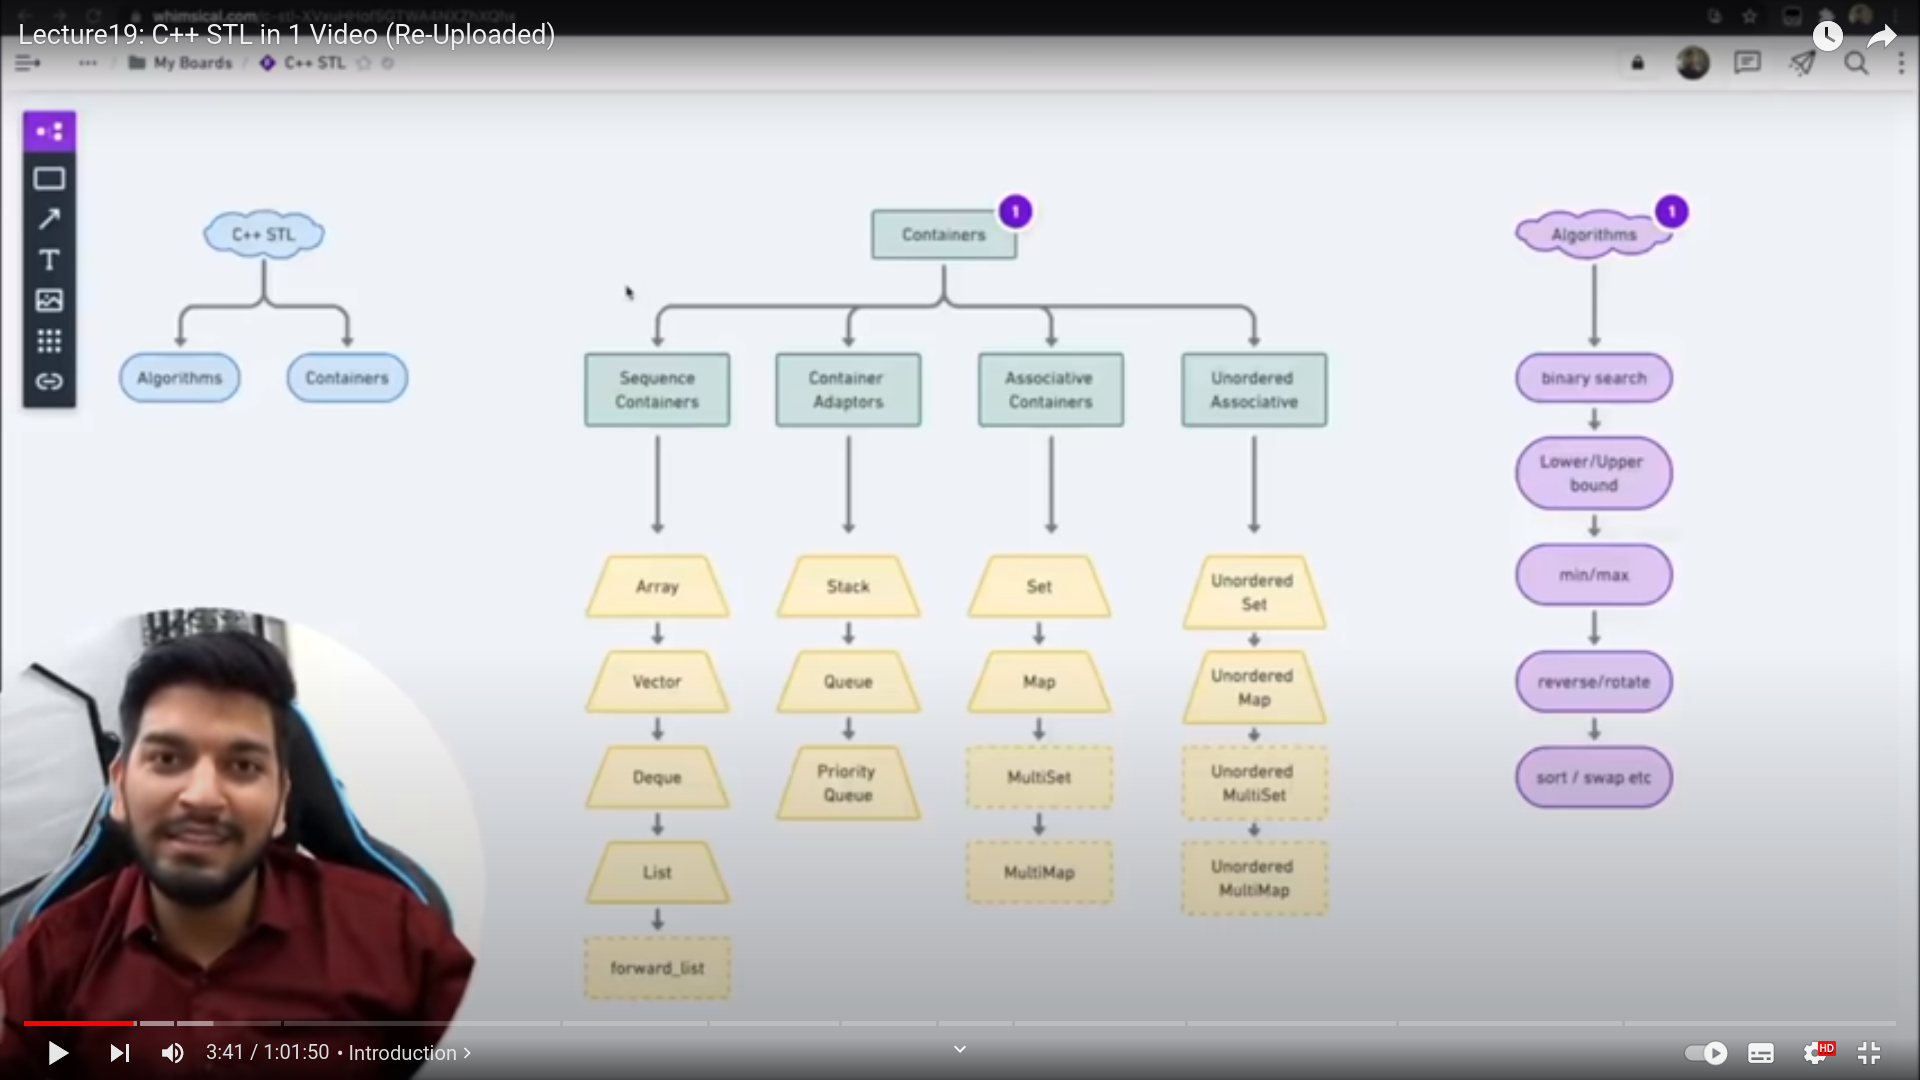 Lecture19: C++ STL in 1 Video (Re-Uploaded)
My Boards / C++ STL
C++ STL
Algorithms
Containers
Containers
1
Sequence
Containers
Container
Adaptors
Associative
Containers
Unordered
Associative
Array
Vector
Deque
List
forward_list
Stack
Queue
Priority
Queue
Set
Map
MultiSet
MultiMap
Unordered
Set
Unordered
Map
Unordered
MultiSet
Unordered
MultiMap
Algorithms
1
binary search
Lower/Upper
bound
min/max
reverse/rotate
sort / swap etc
3:41 / 1:01:50 • Introduction
HD